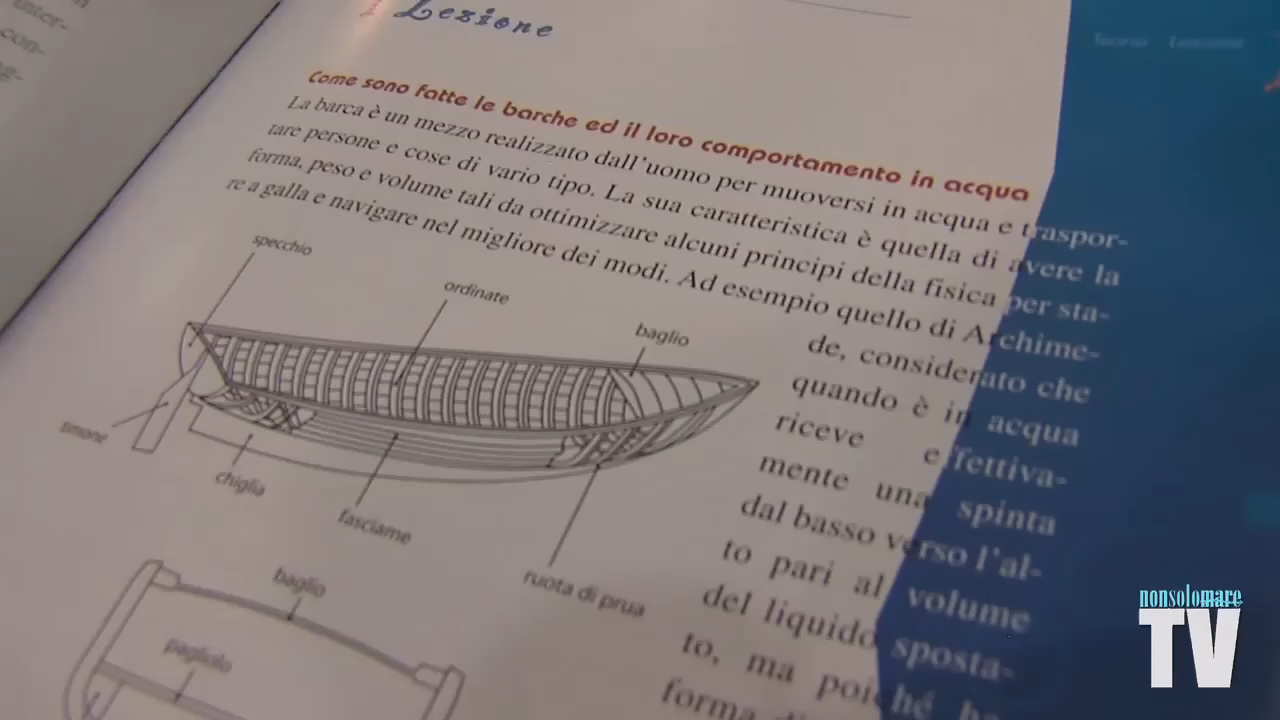 Lezione
Come sono fatte le barche ed il loro comportamento in acqua
La barca è un mezzo realizzato dall'uomo per muoversi in acqua e traspor-
tare persone e cose di vario tipo. La sua caratteristica è quella di avere la
forma, peso e volume tali da ottimizzare alcuni principi della fisica per sta-
re a galla e navigare nel migliore dei modi. Ad esempio quello di Archime-
de, considerato che
quando è in acqua
riceve effettiva-
mente una spinta
dal basso verso l'al-
to pari al volume
del liquido sposta-
to, ma poiché ha
forma
specchio
ordinate
baglio
timone
chiglia
fasciame
ruota di prua
baglio
pagliolo
nonsolomare
TV